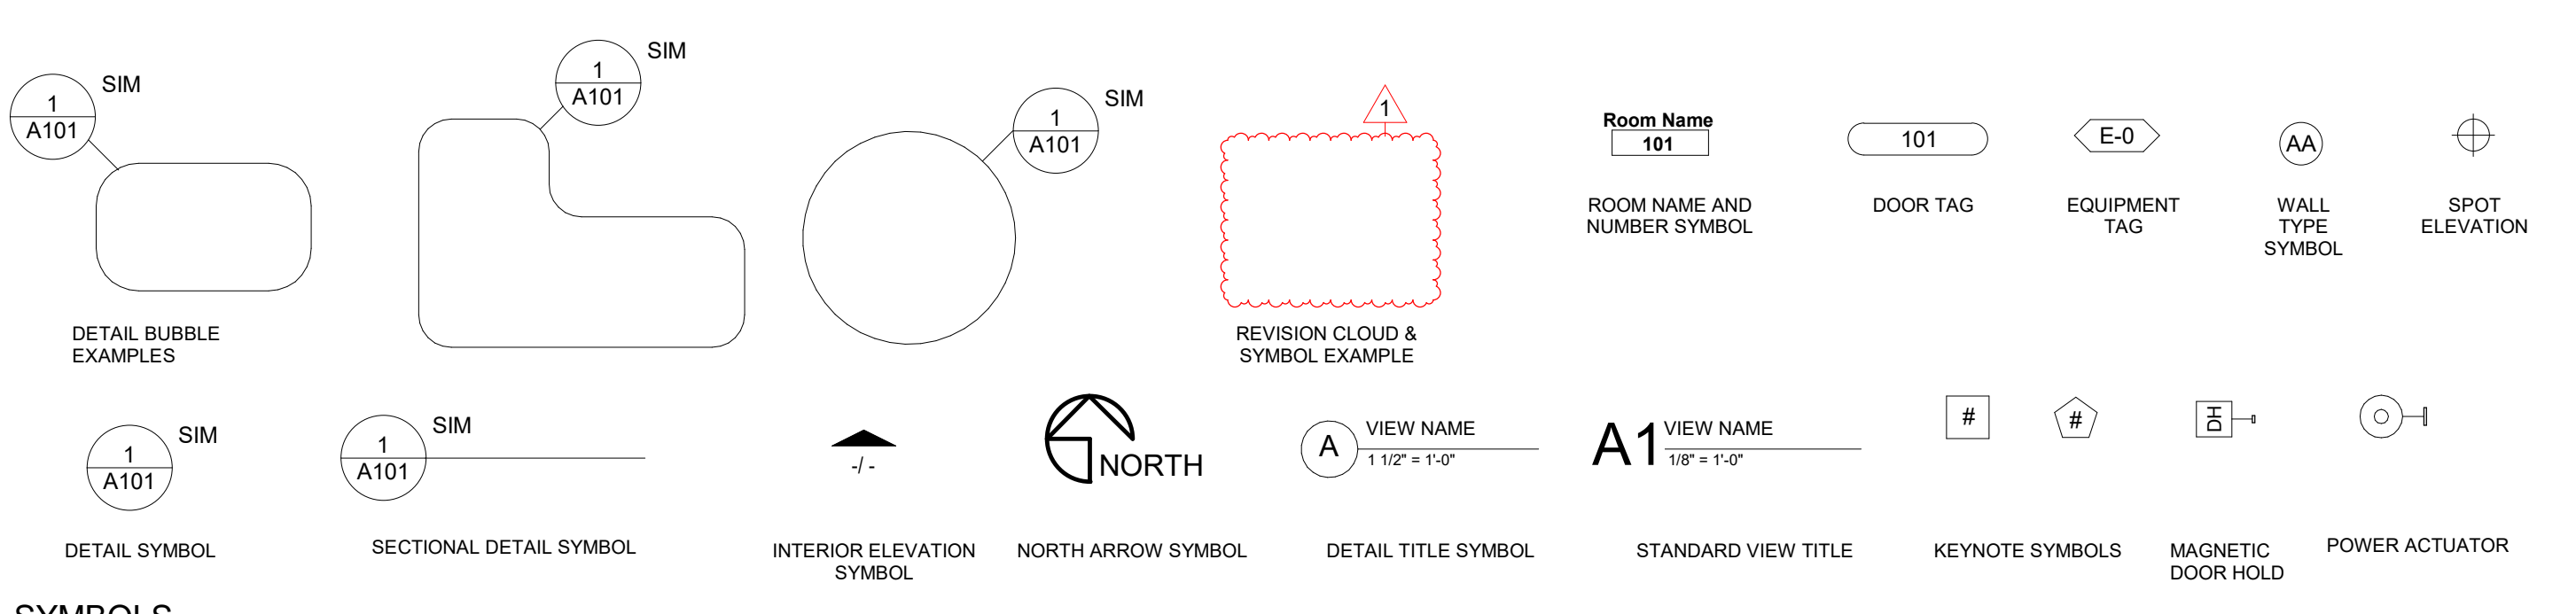 SIM
1
A101
DETAIL BUBBLE
EXAMPLES
SIM
1
A101
SIM
1
A101
1
REVISION CLOUD &
SYMBOL EXAMPLE
Room Name
101
ROOM NAME AND
NUMBER SYMBOL
101
DOOR TAG
E-0
EQUIPMENT
TAG
AA
WALL
TYPE
SYMBOL
SPOT
ELEVATION
SIM
1
A101
DETAIL SYMBOL
SIM
1
A101
SECTIONAL DETAIL SYMBOL
-/ -
INTERIOR ELEVATION
SYMBOL
NORTH
NORTH ARROW SYMBOL
A
VIEW NAME
1 1/2" = 1'-0"
DETAIL TITLE SYMBOL
A1
VIEW NAME
1/8" = 1'-0"
STANDARD VIEW TITLE
#
#
KEYNOTE SYMBOLS
DH
MAGNETIC
DOOR HOLD
POWER ACTUATOR
SYMBOLS